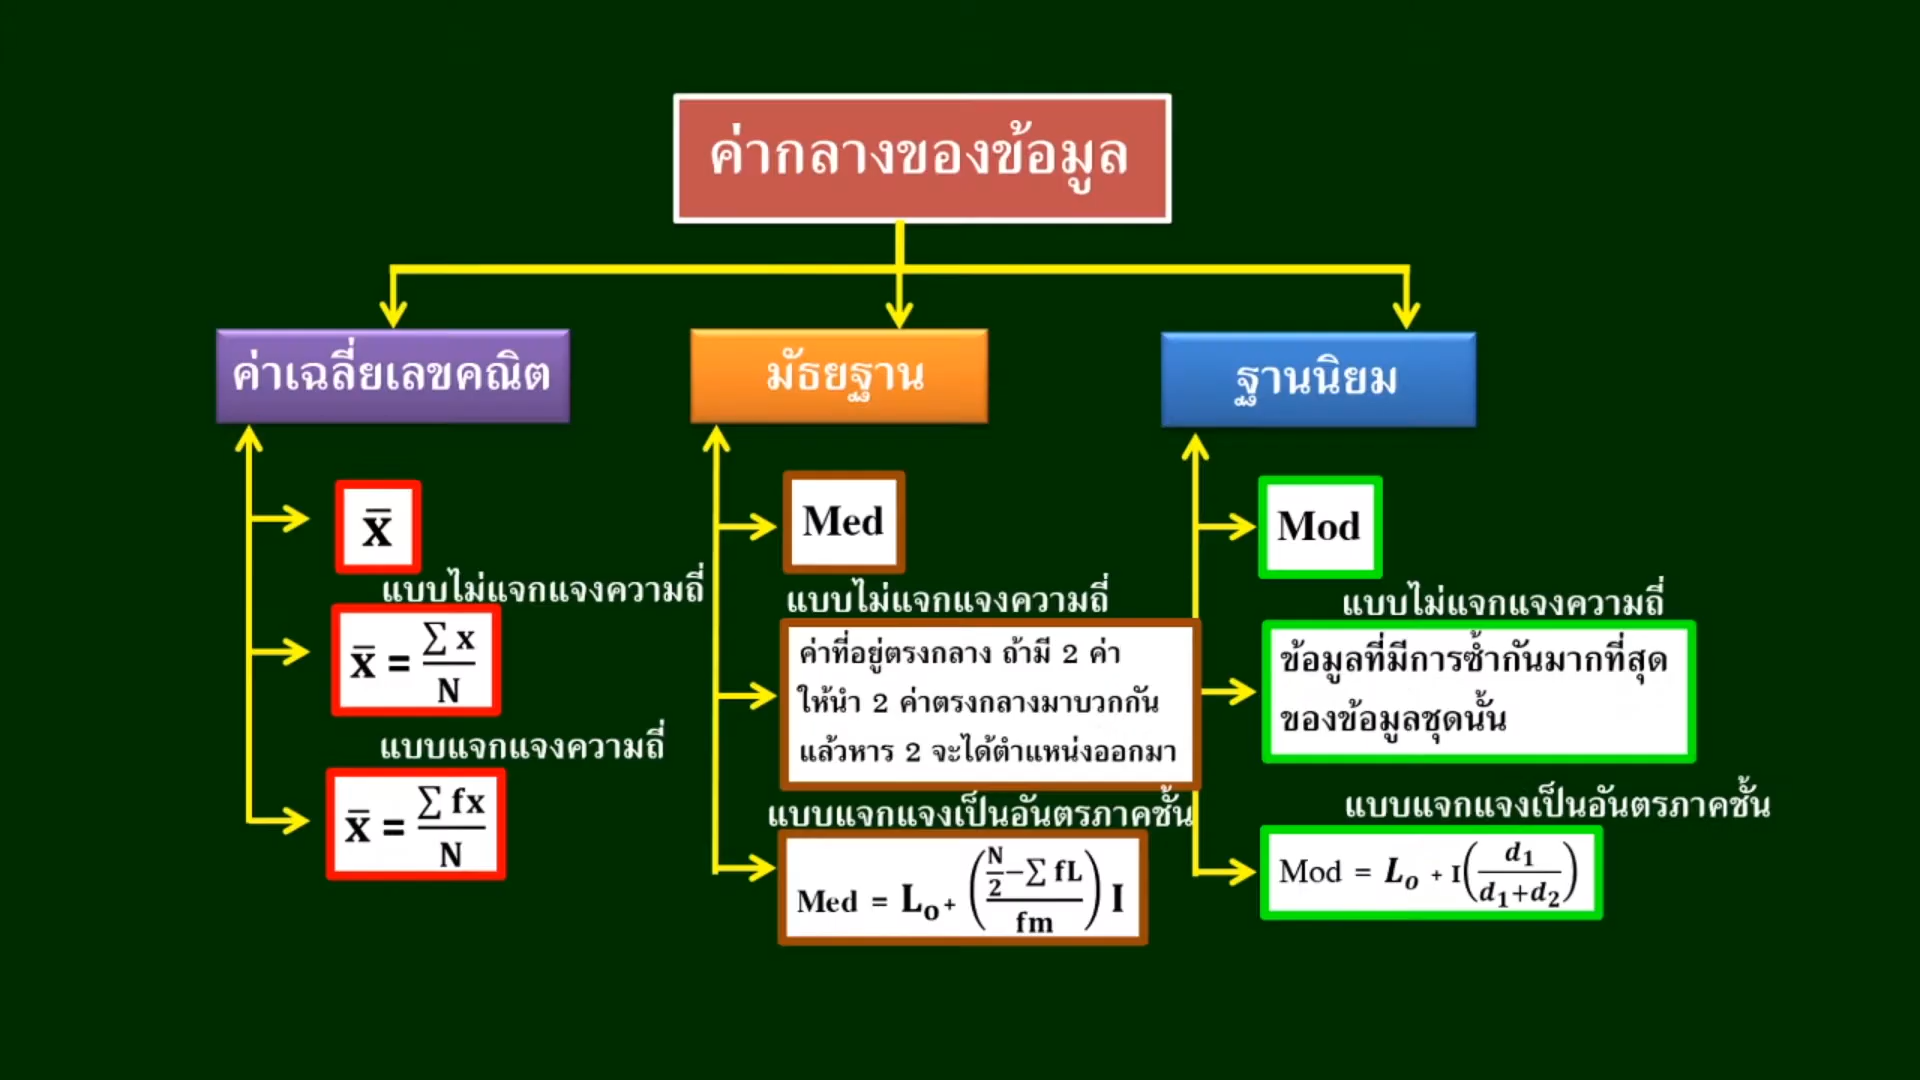 ค่ากลางของข้อมูล
ค่าเฉลี่ยเลขคณิต
x̄
แบบไม่แจกแจงความถี่
x̄ = ∑ x / N
แบบแจกแจงความถี่
x̄ = ∑ fx / N
มัธยฐาน
Med
แบบไม่แจกแจงความถี่
ค่าที่อยู่ตรงกลาง ถ้ามี 2 ค่า
ให้นำ 2 ค่าตรงกลางมาบวกกัน
แล้วหาร 2 จะได้ตำแหน่งออกมา
แบบแจกแจงเป็นอันตรภาคชั้น
Med = L₀ + ((N/2 − ∑ fL) / fm) I
ฐานนิยม
Mod
แบบไม่แจกแจงความถี่
ข้อมูลที่มีการซ้ำกันมากที่สุด
ของข้อมูลชุดนั้น
แบบแจกแจงเป็นอันตรภาคชั้น
Mod = L₀ + I(d₁ / (d₁+d₂))